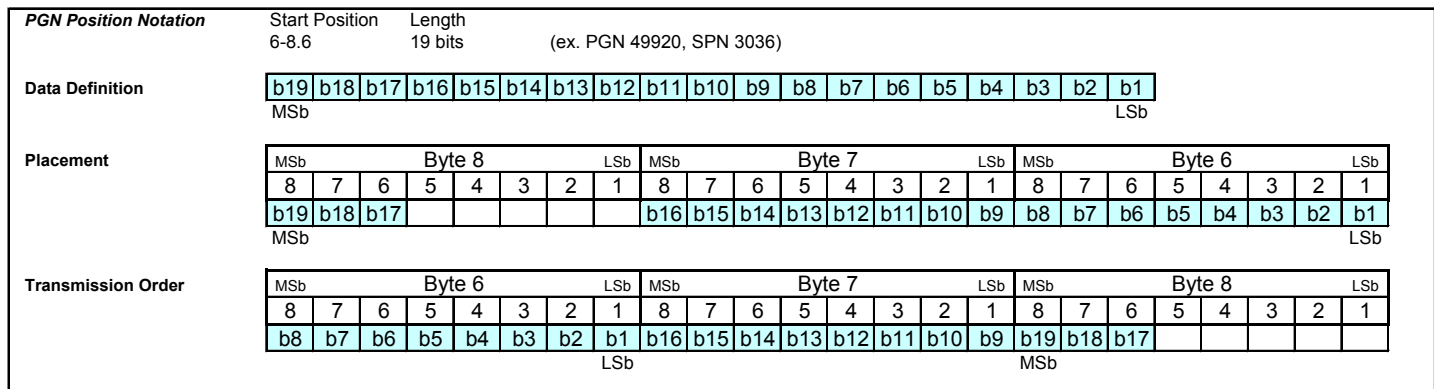 PGN Position Notation Start Position Length
6-8.6 19 bits (ex. PGN 49920, SPN 3036)
Data Definition b19 b18 b17 b16 b15 b14 b13 b12 b11 b10 b9 b8 b7 b6 b5 b4 b3 b2 b1
MSb LSb
Placement MSb Byte 8 LSb MSb Byte 7 LSb MSb Byte 6 LSb
8 7 6 5 4 3 2 1 8 7 6 5 4 3 2 1 8 7 6 5 4 3 2 1
b19 b18 b17 b16 b15 b14 b13 b12 b11 b10 b9 b8 b7 b6 b5 b4 b3 b2 b1
MSb LSb
Transmission Order MSb Byte 6 LSb MSb Byte 7 LSb MSb Byte 8 LSb
8 7 6 5 4 3 2 1 8 7 6 5 4 3 2 1 8 7 6 5 4 3 2 1
b8 b7 b6 b5 b4 b3 b2 b1 b16 b15 b14 b13 b12 b11 b10 b9 b19 b18 b17
LSb MSb